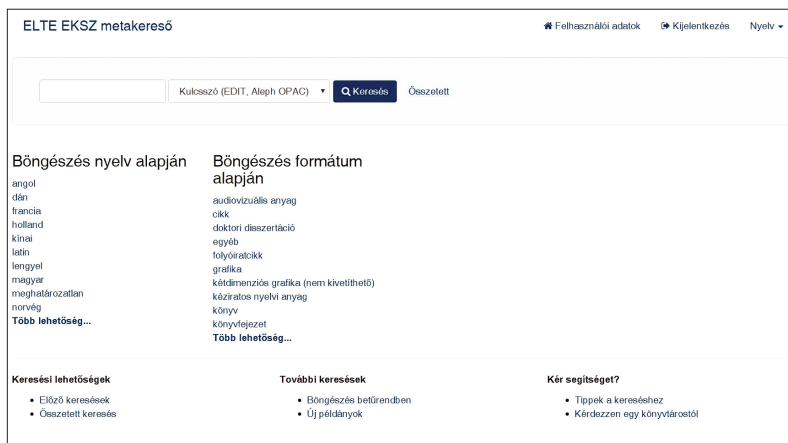 ELTE EKSZ metakereső
Felhasználói adatok Kijelentkezés Nyelv
Kulcsszó (EDIT, Aleph OPAC) Keresés Összetett
Böngészés nyelv alapján
angol
dán
francia
holland
kínai
latin
lengyel
magyar
meghatározatlan
norvég
Több lehetőség...
Böngészés formátum
alapján
audiovizuális anyag
cikk
doktori disszertáció
egyéb
folyóiratcikk
grafika
kétdimenziós grafika (nem kivetíthető)
kéziratos nyelvi anyag
könyv
könyvfejezet
Több lehetőség...
Keresési lehetőségek
Előző keresések
Összetett keresés
További keresések
Böngészés betűrendben
Új példányok
Kér segítséget?
Tippek a kereséshez
Kérdezzen egy könyvtárostól